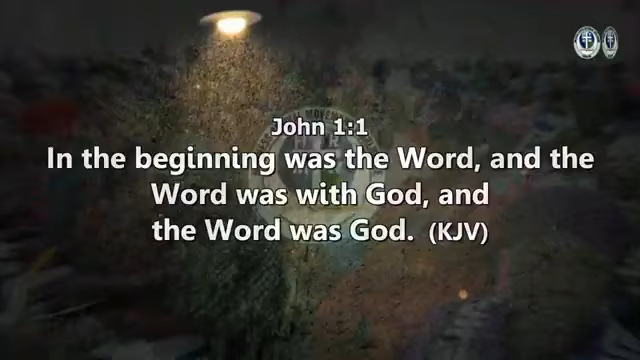 John 1:1
In the beginning was the Word, and the
Word was with God, and
the Word was God. (KJV)